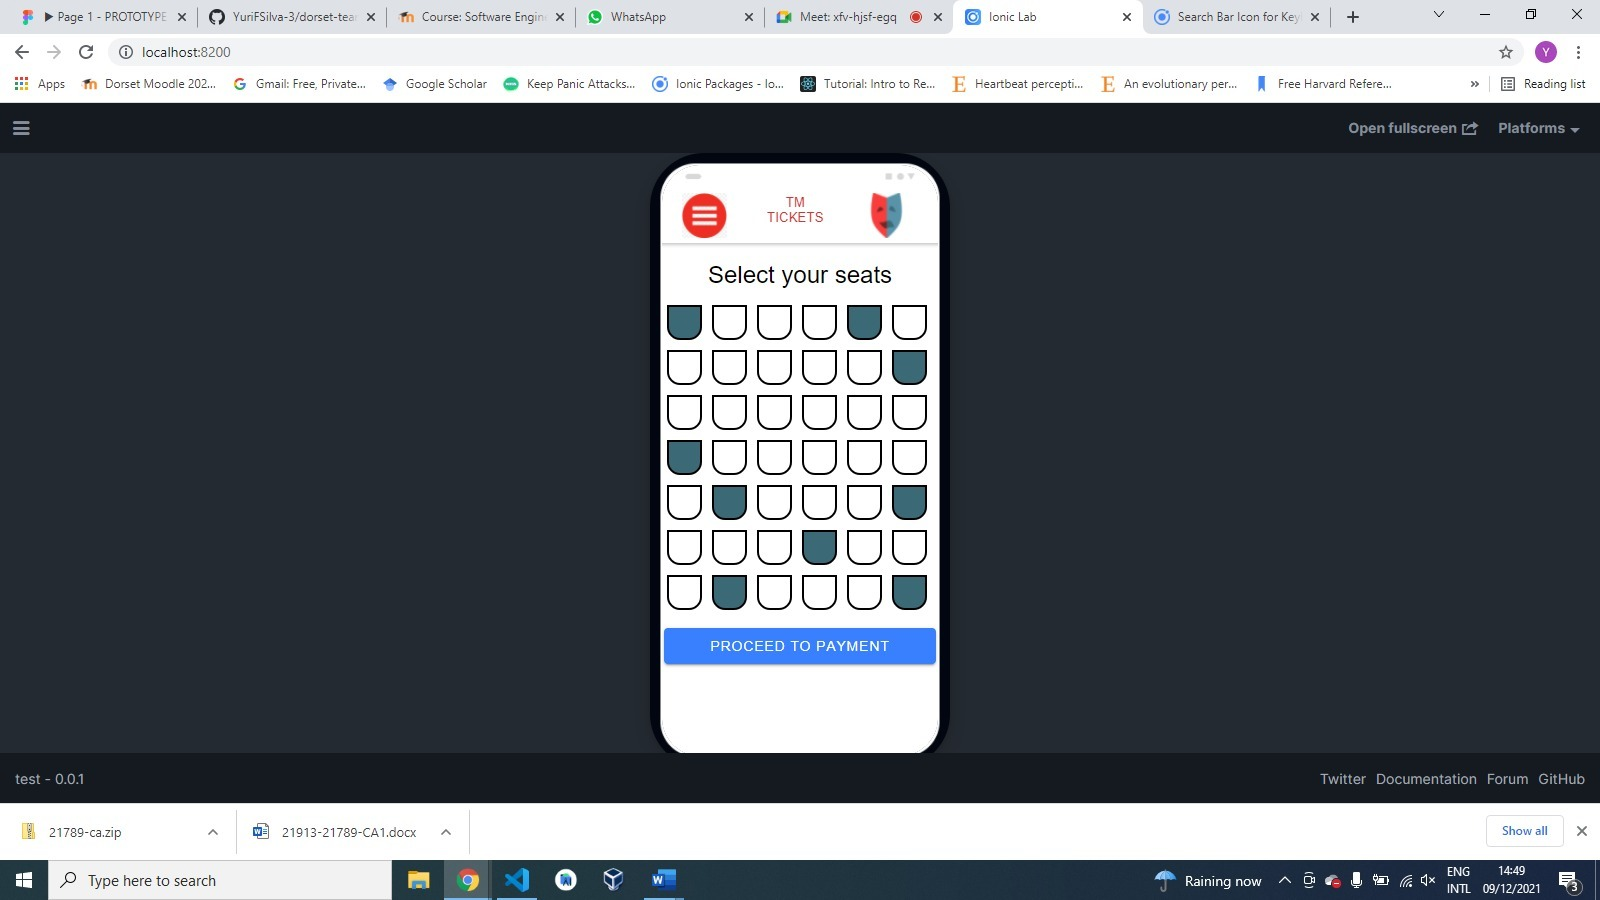 Page 1 - PROTOTYPE
YuriFSilva-3/dorset-tea
Course: Software Engin
WhatsApp
Meet: xfv-hjsf-egq
Ionic Lab
Search Bar Icon for Key
localhost:8200
Y
Apps
Dorset Moodle 202...
Gmail: Free, Private...
Google Scholar
Keep Panic Attacks...
Ionic Packages - Io...
Tutorial: Intro to Re...
Heartbeat percepti...
An evolutionary per...
Free Harvard Refere...
»
Reading list
Open fullscreen
Platforms
TM
TICKETS
Select your seats
PROCEED TO PAYMENT
test - 0.0.1
Twitter Documentation Forum GitHub
21789-ca.zip
21913-21789-CA1.docx
Show all
Type here to search
Raining now
ENG
INTL
14:49
09/12/2021
3